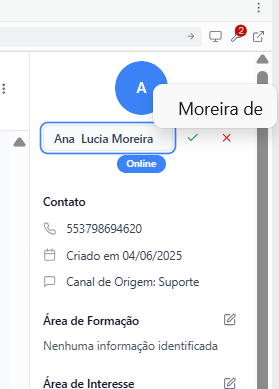 2
A
Moreira de
Ana  Lucia Moreira
Online
Contato
553798694620
Criado em 04/06/2025
Canal de Origem: Suporte
Área de Formação
Nenhuma informação identificada
Área de Interesse